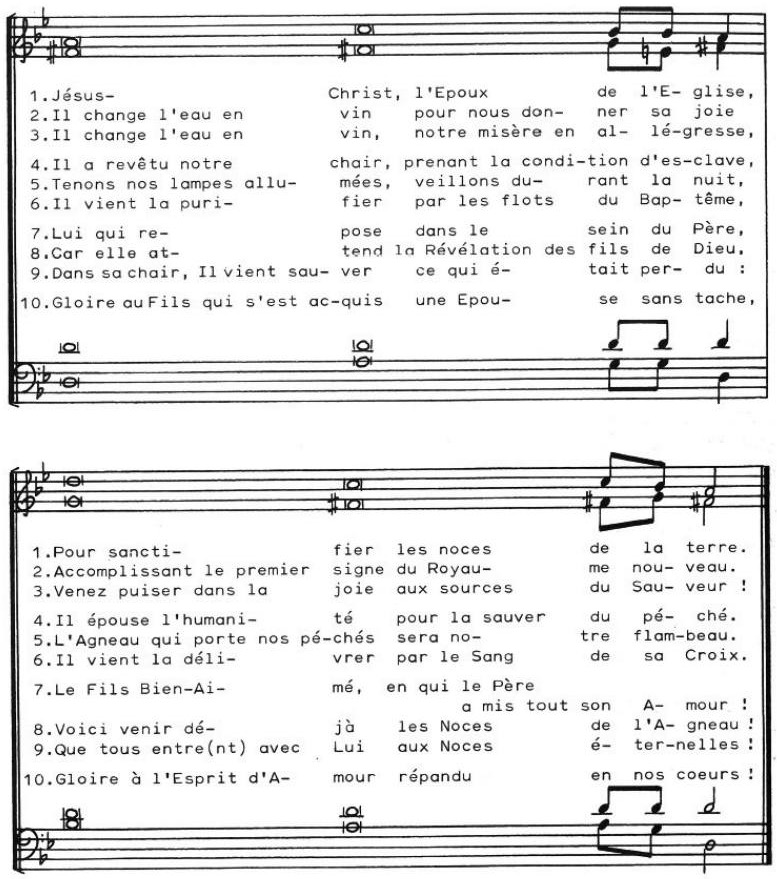 1.Jésus- Christ, l'Epoux de l'E- glise,
2.Il change l'eau en vin pour nous don- ner sa joie
3.Il change l'eau en vin, notre misère en al- lé-gresse,
4.Il a revêtu notre chair, prenant la condi-tion d'es-clave,
5.Tenons nos lampes allu- mées, veillons du- rant la nuit,
6.Il vient la puri- fier par les flots du Bap- tême,
7.Lui qui re- pose dans le sein du Père,
8.Car elle at- tend la Révélation des fils de Dieu,
9.Dans sa chair, Il vient sau- ver ce qui é- tait per- du :
10.Gloire au Fils qui s'est ac-quis une Epou- se sans tache,
1.Pour sancti- fier les noces de la terre.
2.Accomplissant le premier signe du Royau- me nou- veau.
3.Venez puiser dans la joie aux sources du Sau- veur !
4.Il épouse l'humani- té pour la sauver du pé- ché.
5.L'Agneau qui porte nos pé-chés sera no- tre flam-beau.
6.Il vient la déli- vrer par le Sang de sa Croix.
7.Le Fils Bien-Ai- mé, en qui le Père
a mis tout son A- mour !
8.Voici venir dé- jà les Noces de l'A- gneau !
9.Que tous entre(nt) avec Lui aux Noces é- ter-nelles !
10.Gloire à l'Esprit d'A- mour répandu en nos coeurs !